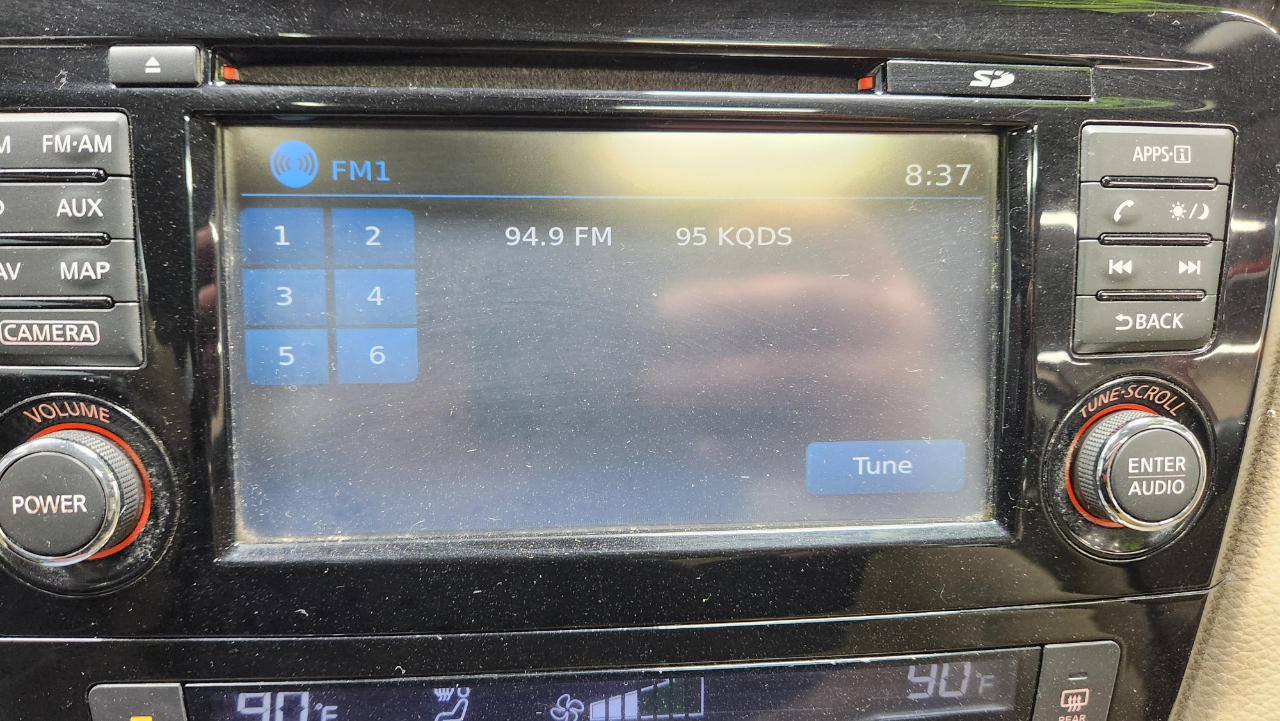 SD
FM·AM
AUX
MAP
CAMERA
VOLUME
POWER
FM1
8:37
1 2
3 4
5 6
94.9 FM 95 KQDS
Tune
APPS·i
BACK
TUNE·SCROLL
ENTER
AUDIO
90°F
90°F
REAR